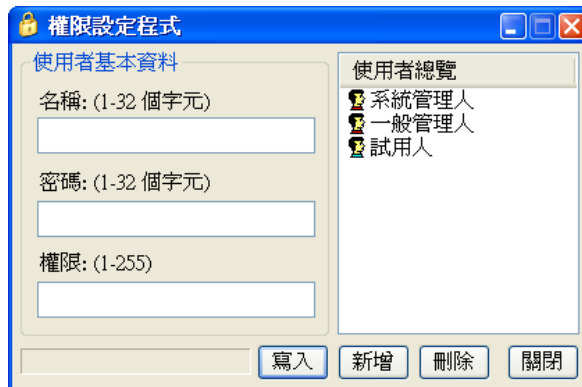 權限設定程式
使用者基本資料
名稱: (1-32 個字元)
密碼: (1-32 個字元)
權限: (1-255)
使用者總覽
系統管理人
一般管理人
試用人
寫入
新增
刪除
關閉